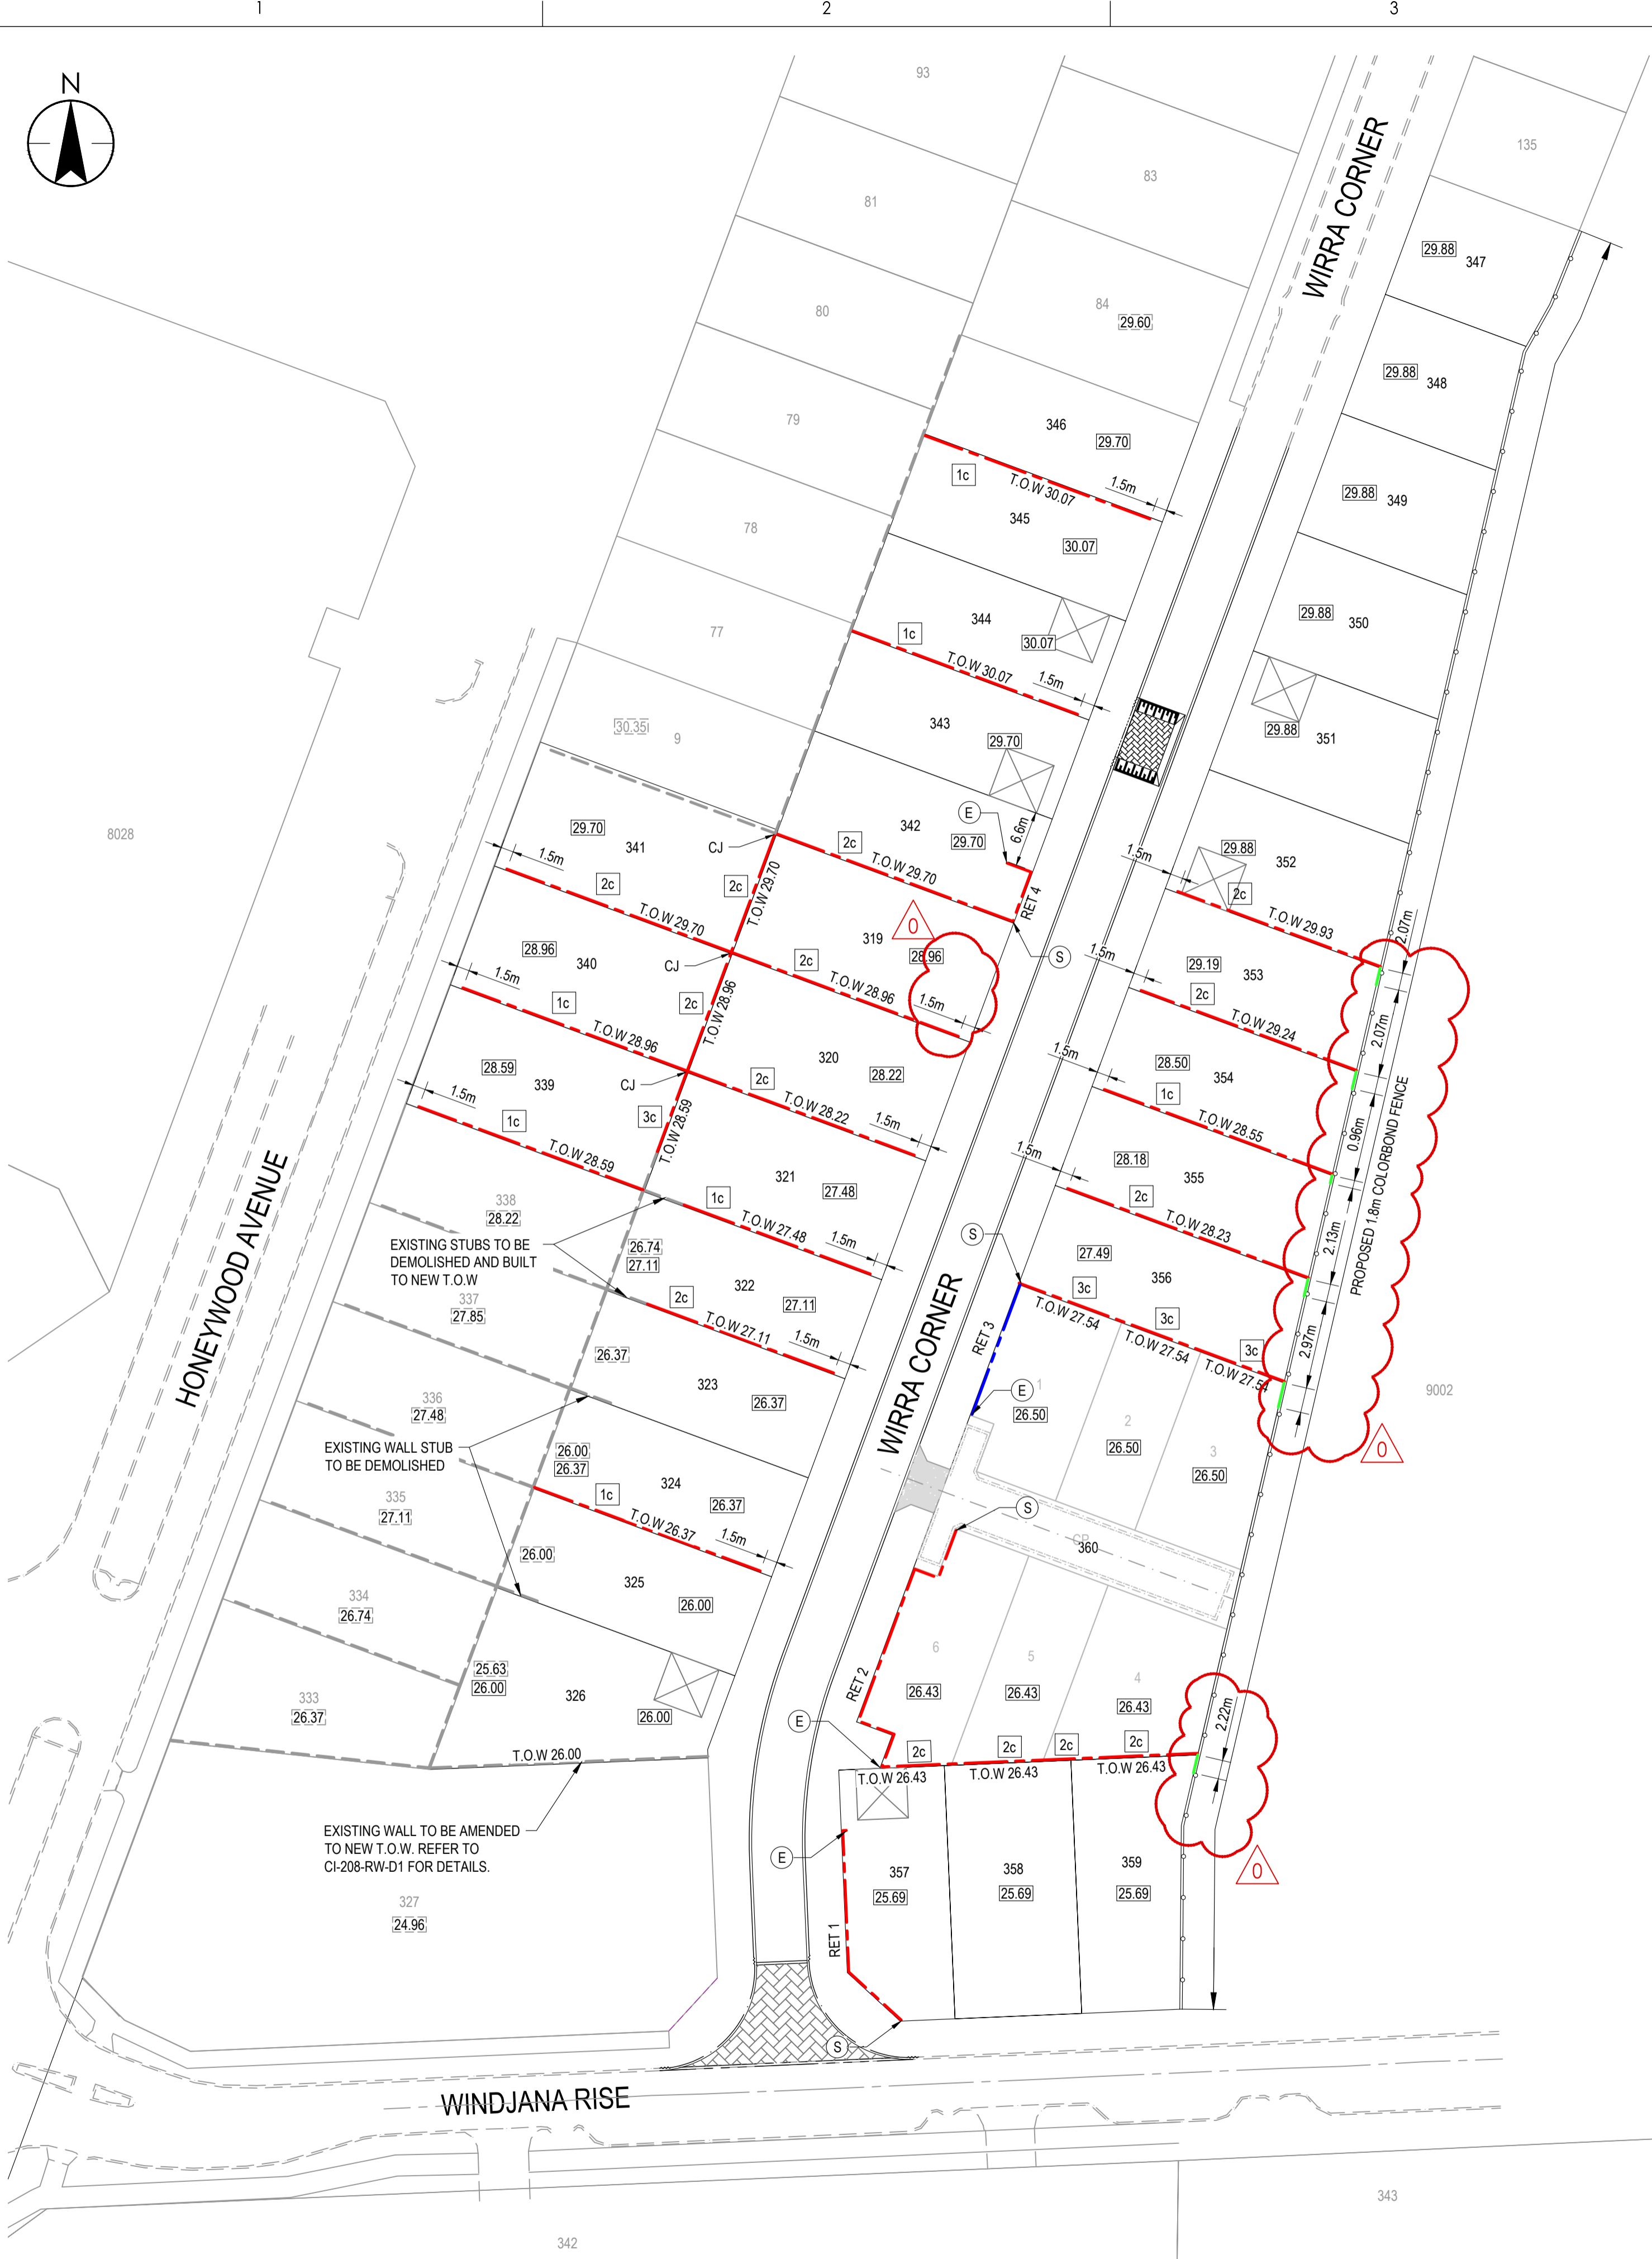 1
2
3
N
93
83
81
WIRRA CORNER
135
29.88
347
80
84
29.60
29.88
348
79
346
29.70
1c
T.O.W 30.07
1.5m
29.88
349
78
345
30.07
344
29.88
350
77
1c
30.07
T.O.W 30.07
1.5m
30.35
9
343
29.70
29.88
351
8028
29.70
341
342
29.70
E
6.6m
CJ
2c
T.O.W 29.70
RET 4
1.5m
2c
T.O.W 29.70
2c
T.O.W 29.70
1.5m
29.88
352
2c
T.O.W 29.93
2.07m
28.96
340
CJ
319
0
28.96
S
2c
T.O.W 28.96
1.5m
1.5m
1c
T.O.W 28.96
2c
T.O.W 28.96
1.5m
29.19
353
2c
T.O.W 29.24
2.07m
28.59
339
CJ
320
28.22
2c
T.O.W 28.22
1.5m
1.5m
1c
T.O.W 28.59
3c
T.O.W 28.59
1.5m
28.50
354
1c
T.O.W 28.55
0.96m
PROPOSED 1.8m COLORBOND FENCE
HONEYWOOD AVENUE
338
28.22
321
27.48
1c
T.O.W 27.48
1.5m
1.5m
28.18
355
2c
T.O.W 28.23
2.13m
EXISTING STUBS TO BE
DEMOLISHED AND BUILT
TO NEW T.O.W
26.74
27.11
S
27.49
356
337
27.85
322
27.11
2c
T.O.W 27.11
1.5m
WIRRA CORNER
RET 3
3c
T.O.W 27.54
3c
T.O.W 27.54
3c
T.O.W 27.54
2.97m
26.37
323
26.37
E
1
26.50
2
26.50
3
26.50
9002
0
336
27.48
EXISTING WALL STUB
TO BE DEMOLISHED
26.00
26.37
324
26.37
1c
T.O.W 26.37
1.5m
335
27.11
S
CP
360
26.00
325
26.00
334
26.74
6
26.43
5
26.43
4
26.43
RET 2
2.22m
25.63
26.00
326
26.00
333
26.37
E
T.O.W 26.00
2c
T.O.W 26.43
2c
T.O.W 26.43
2c
2c
T.O.W 26.43
EXISTING WALL TO BE AMENDED
TO NEW T.O.W. REFER TO
CI-208-RW-D1 FOR DETAILS.
E
0
357
25.69
358
25.69
359
25.69
327
24.96
RET 1
S
WINDJANA RISE
342
343